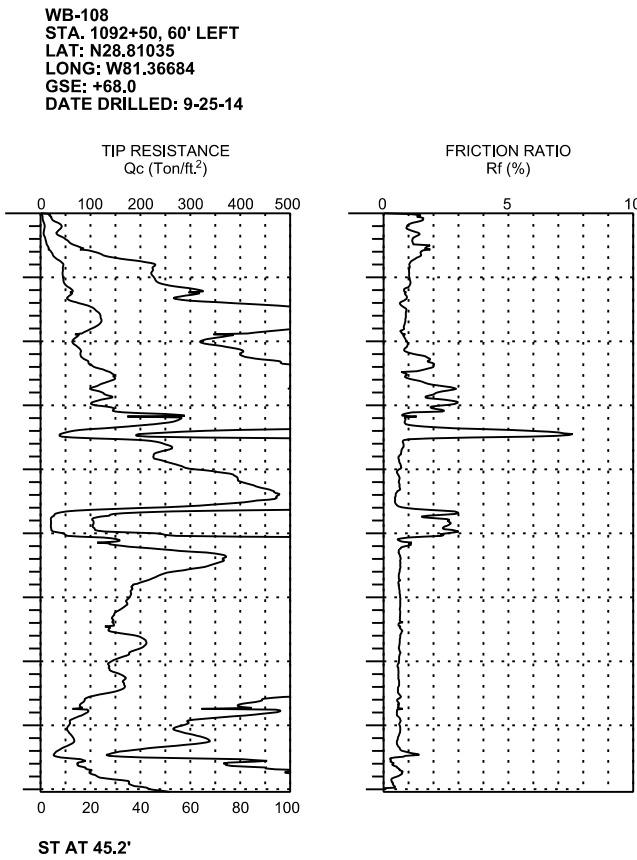 WB-108
STA. 1092+50, 60' LEFT
LAT: N28.81035
LONG: W81.36684
GSE: +68.0
DATE DRILLED: 9-25-14
TIP RESISTANCE
Qc (Ton/ft.²)
0 100 200 300 400 500
0 20 40 60 80 100
FRICTION RATIO
Rf (%)
0 5 10
ST AT 45.2'